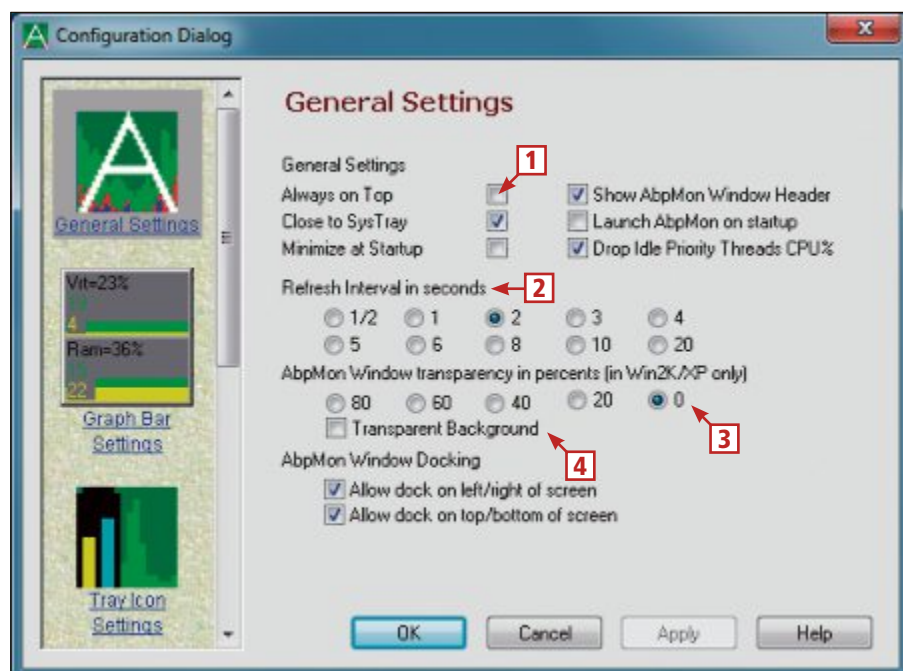 Configuration Dialog
General Settings
Vrt=23%
4
Ram=36%
15
22
Graph Bar
Settings
Tray Icon
Settings
General Settings
General Settings
1
Always on Top
Show AbpMon Window Header
Close to SysTray
Launch AbpMon on startup
Minimize at Startup
Drop Idle Priority Threads CPU%
Refresh Interval in seconds
2
1/2 1 2 3 4
5 6 8 10 20
AbpMon Window transparency in percents (in Win2K/XP only)
80 60 40 20 0
3
Transparent Background
4
AbpMon Window Docking
Allow dock on left/right of screen
Allow dock on top/bottom of screen
OK Cancel Apply Help